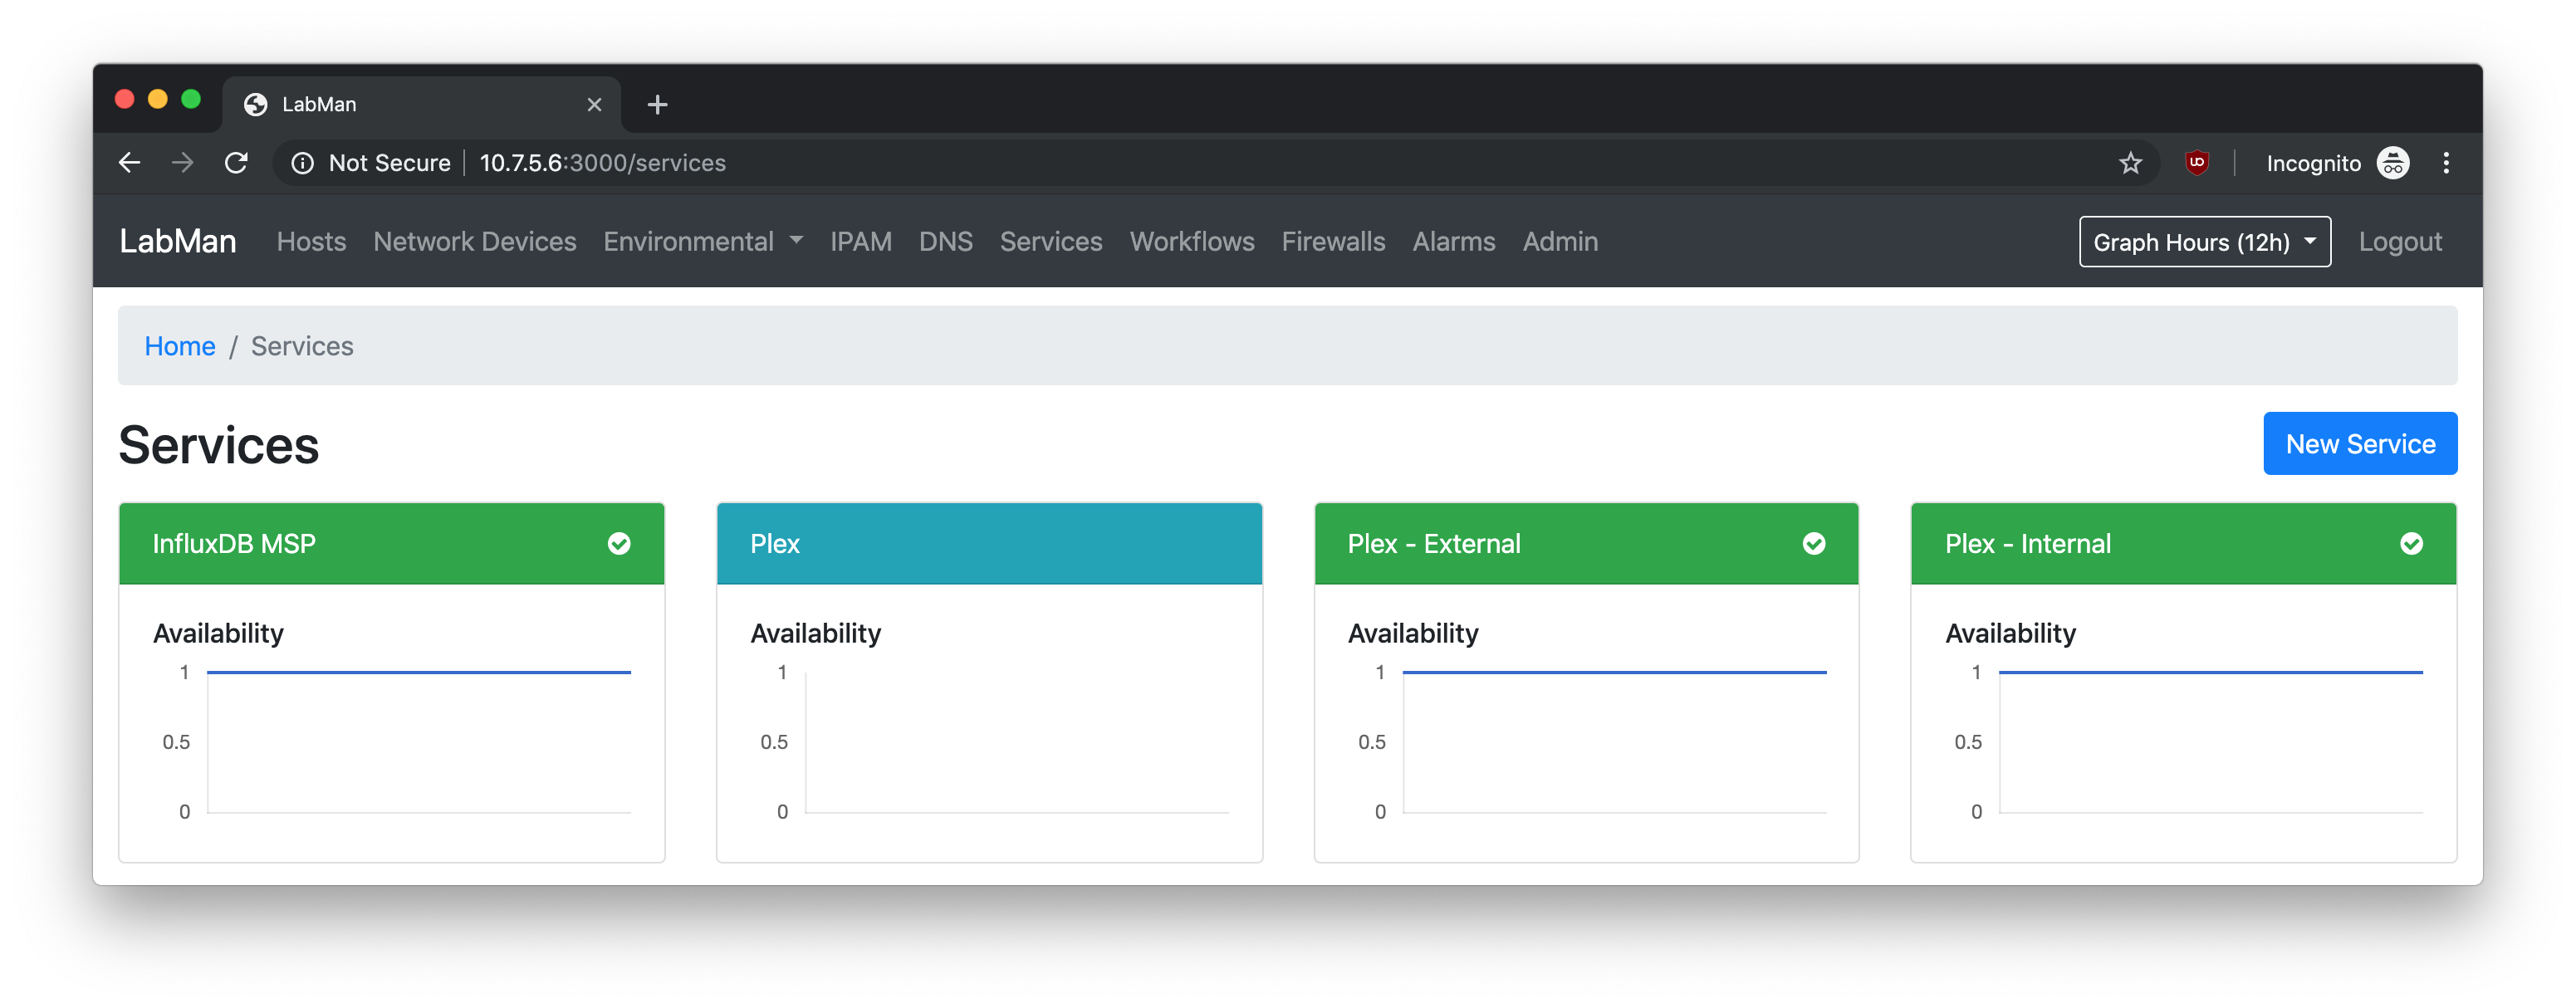 LabMan
Not Secure 10.7.5.6:3000/services Incognito
LabMan Hosts Network Devices Environmental IPAM DNS Services Workflows Firewalls Alarms Admin Graph Hours (12h) Logout
Home / Services
Services New Service
InfluxDB MSP
Availability
1
0.5
0
Plex
Availability
1
0.5
0
Plex - External
Availability
1
0.5
0
Plex - Internal
Availability
1
0.5
0